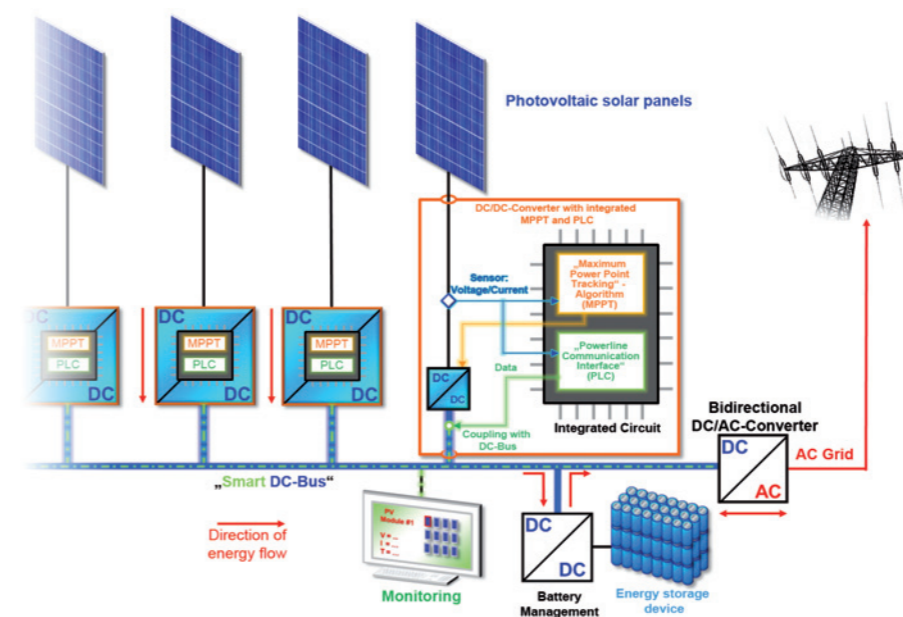 Photovoltaic solar panels
DC/DC-Converter with integrated
MPPT and PLC
Sensor:
Voltage/Current
„Maximum
Power Point
Tracking“ -
Algorithm
(MPPT)
„Powerline
Communication
Interface“
(PLC)
Data
DC
DC
Coupling with
DC-Bus
Integrated Circuit
MPPT
PLC
DC
DC
MPPT
PLC
DC
DC
MPPT
PLC
DC
Bidirectional
DC/AC-Converter
DC
AC
AC Grid
„Smart DC-Bus“
Direction of
energy flow
PV
Module #1
V = ...
I = ...
T = ...
Monitoring
DC
DC
Battery
Management
Energy storage
device